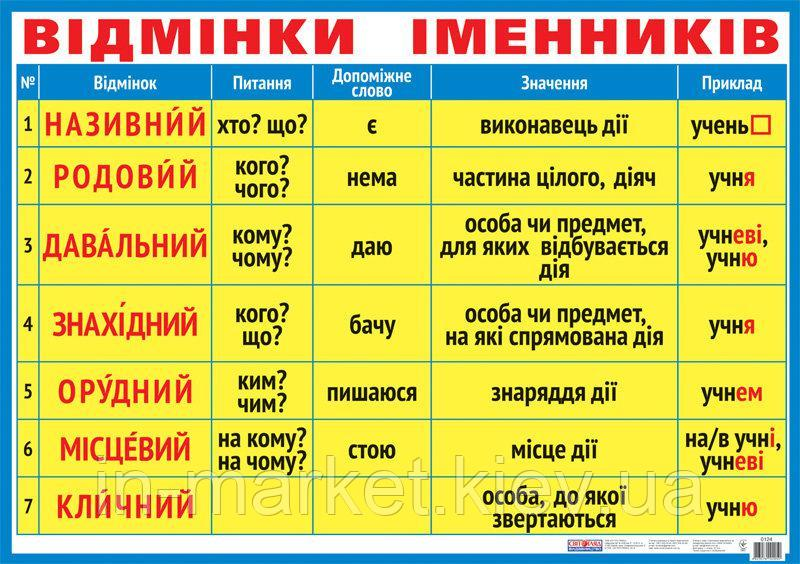 ВІДМІНКИ ІМЕННИКІВ
№ Відмінок Питання Допоміжне слово Значення Приклад
1 НАЗИВНИ́Й хто? що? є виконавець дії учень
2 РОДОВИ́Й кого? чого? нема частина цілого, діяч учня
3 ДАВА́ЛЬНИЙ кому? чому? даю особа чи предмет, для яких відбувається дія учневі, учню
4 ЗНАХІ́ДНИЙ кого? що? бачу особа чи предмет, на які спрямована дія учня
5 ОРУ́ДНИЙ ким? чим? пишаюся знаряддя дії учнем
6 МІСЦЕ́ВИЙ на кому? на чому? стою місце дії на/в учні, учневі
7 КЛИ́ЧНИЙ особа, до якої звертаються учню
in-market.kiev.ua
СВІТОГЛЯД
0124